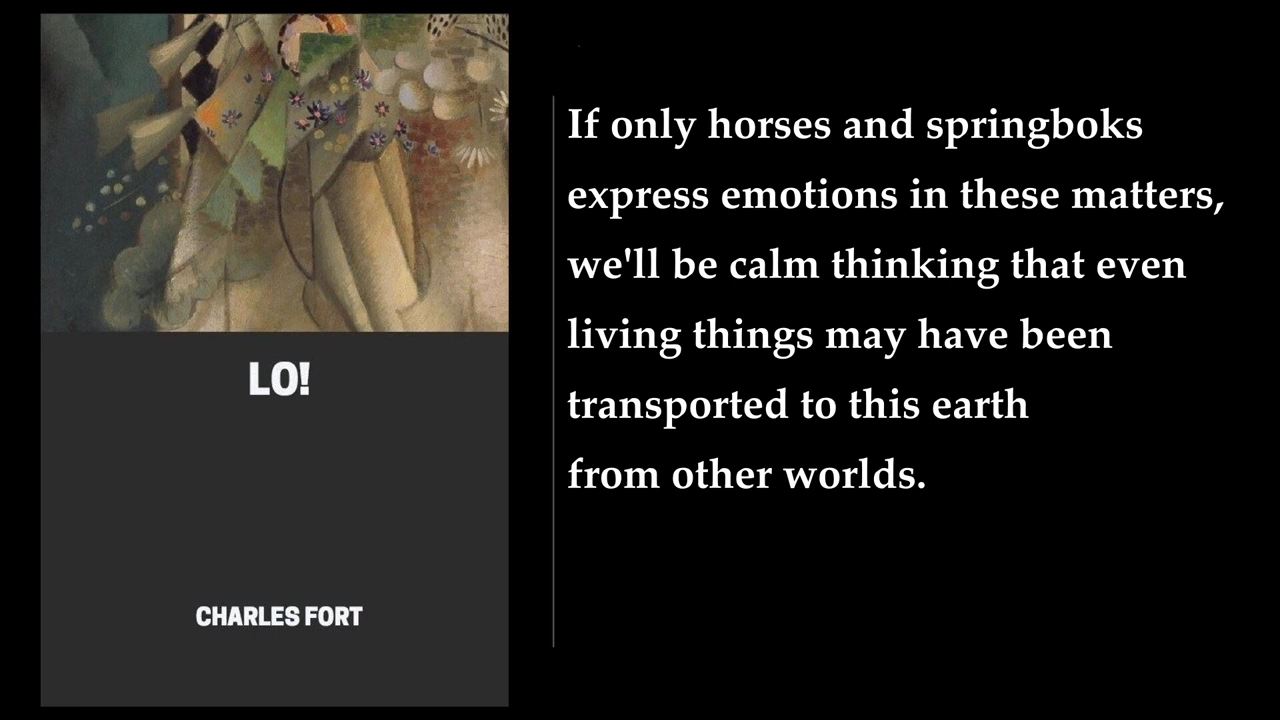 LO!
CHARLES FORT
If only horses and springboks
express emotions in these matters,
we'll be calm thinking that even
living things may have been
transported to this earth
from other worlds.